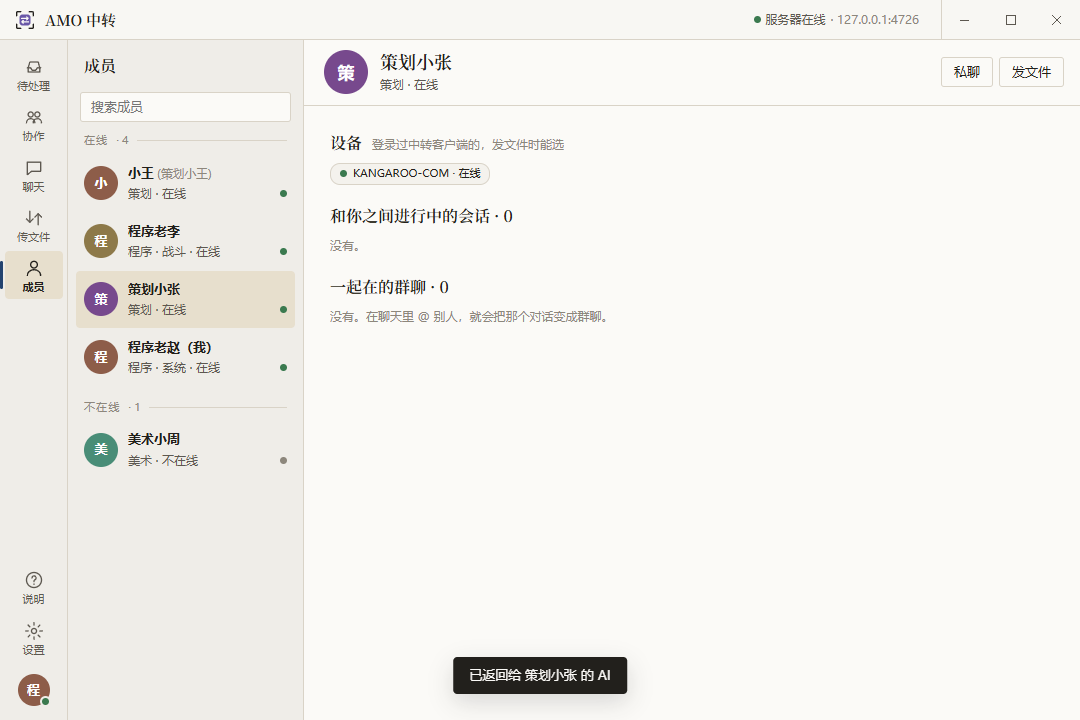 AMO 中转
服务器在线 · 127.0.0.1:4726
待处理
协作
聊天
传文件
成员
说明
设置
程
成员
搜索成员
在线 · 4
小
小王 (策划小王)
策划 · 在线
程
程序老李
程序 · 战斗 · 在线
策
策划小张
策划 · 在线
程
程序老赵（我）
程序 · 系统 · 在线
不在线 · 1
美
美术小周
美术 · 不在线
策
策划小张
策划 · 在线
私聊
发文件
设备 登录过中转客户端的，发文件时能选
KANGAROO-COM · 在线
和你之间进行中的会话 · 0
没有。
一起在的群聊 · 0
没有。在聊天里 @ 别人，就会把那个对话变成群聊。
已返回给 策划小张 的 AI